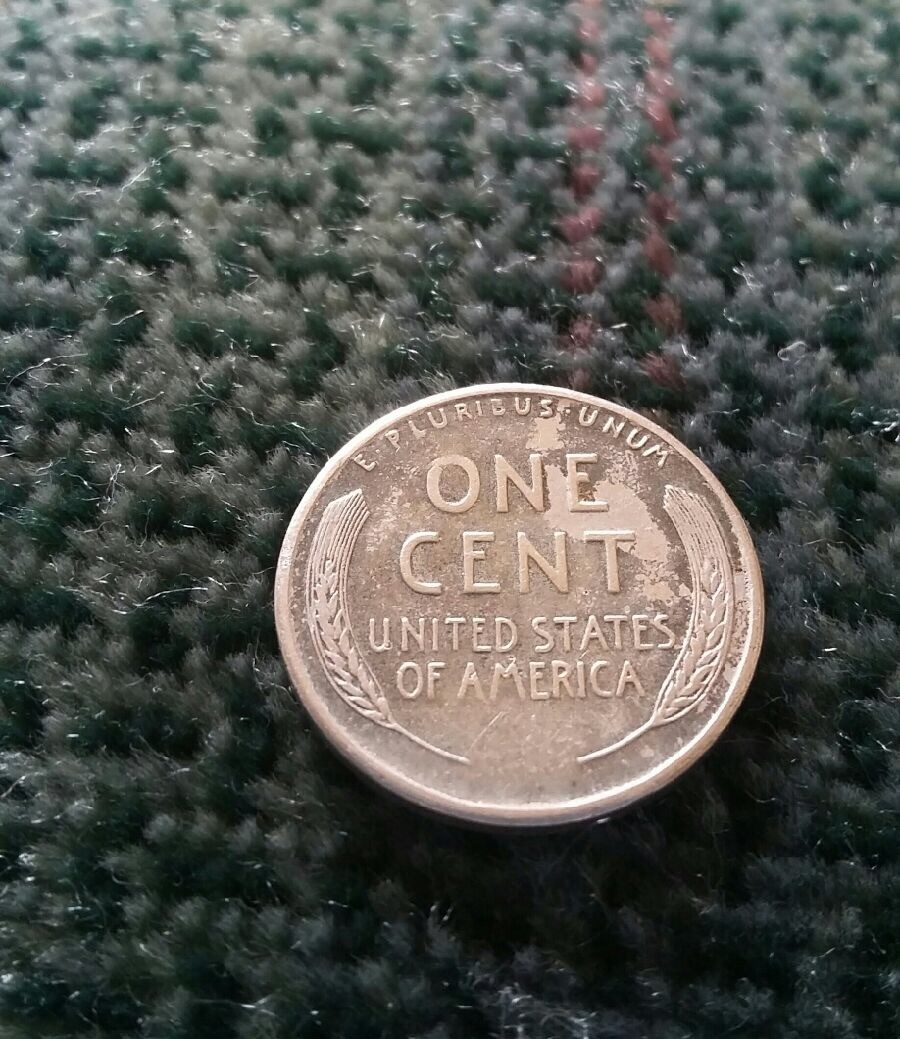 E PLURIBUS UNUM
ONE
CENT
UNITED STATES
OF AMERICA